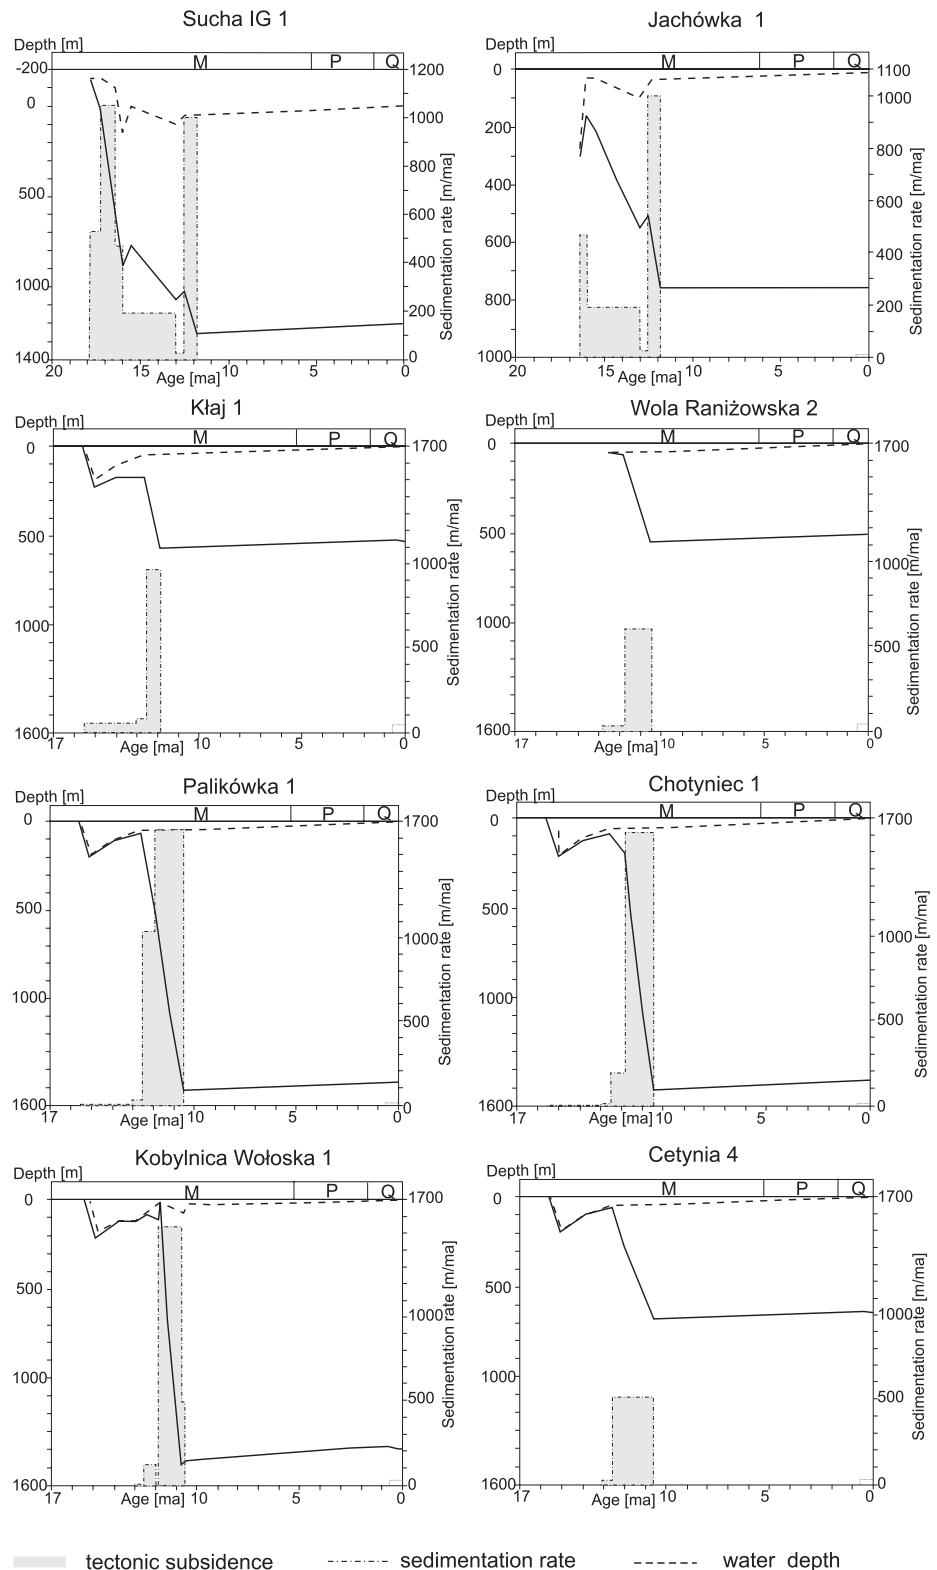 Sucha IG 1
Depth [m]
M P Q
-200
0
500
1000
1400
1200
1000
800
600
400
200
0
Sedimentation rate [m/ma]
20 15 10 5 0
Age [ma]
Jachówka 1
Depth [m]
M P Q
0
200
400
600
800
1000
1100
1000
800
600
400
200
0
Sedimentation rate [m/ma]
20 15 10 5 0
Age [ma]
Kłaj 1
Depth [m]
M P Q
0
500
1000
1600
1700
1000
500
0
Sedimentation rate [m/ma]
17 Age [ma] 10 5 0
Wola Raniżowska 2
Depth [m]
M P Q
0
500
1000
1600
1700
1000
500
0
Sedimentation rate [m/ma]
17 Age [ma] 10 5 0
Palikówka 1
Depth [m]
M P Q
0
500
1000
1600
1700
1000
500
0
Sedimentation rate [m/ma]
17 Age [ma] 10 5 0
Chotyniec 1
Depth [m]
M P Q
0
500
1000
1600
1700
1000
500
0
Sedimentation rate [m/ma]
17 Age [ma] 10 5 0
Kobylnica Wołoska 1
Depth [m]
M P Q
0
500
1000
1600
1700
1000
500
0
Sedimentation rate [m/ma]
17 Age [ma] 10 5 0
Cetynia 4
Depth [m]
M P Q
0
500
1000
1600
1700
1000
500
0
Sedimentation rate [m/ma]
17 Age [ma] 10 5 0
tectonic subsidence sedimentation rate water depth